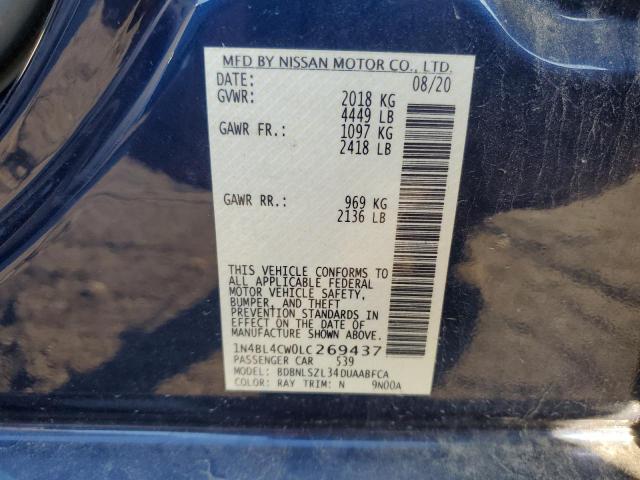 MFD BY NISSAN MOTOR CO., LTD.
DATE: 08/20
GVWR: 2018 KG
4449 LB
GAWR FR.: 1097 KG
2418 LB
GAWR RR.: 969 KG
2136 LB
THIS VEHICLE CONFORMS TO
ALL APPLICABLE FEDERAL
MOTOR VEHICLE SAFETY,
BUMPER, AND THEFT
PREVENTION STANDARDS IN
EFFECT ON THE DATE OF
MANUFACTURE SHOWN ABOVE.
1N4BL4CW0LC269437
PASSENGER CAR 539
MODEL: BDBNLSZL34DUAABFCA
COLOR: RAY TRIM: N 9N00A